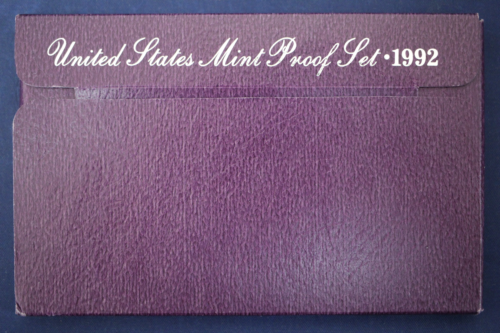 United States Mint Proof Set • 1992